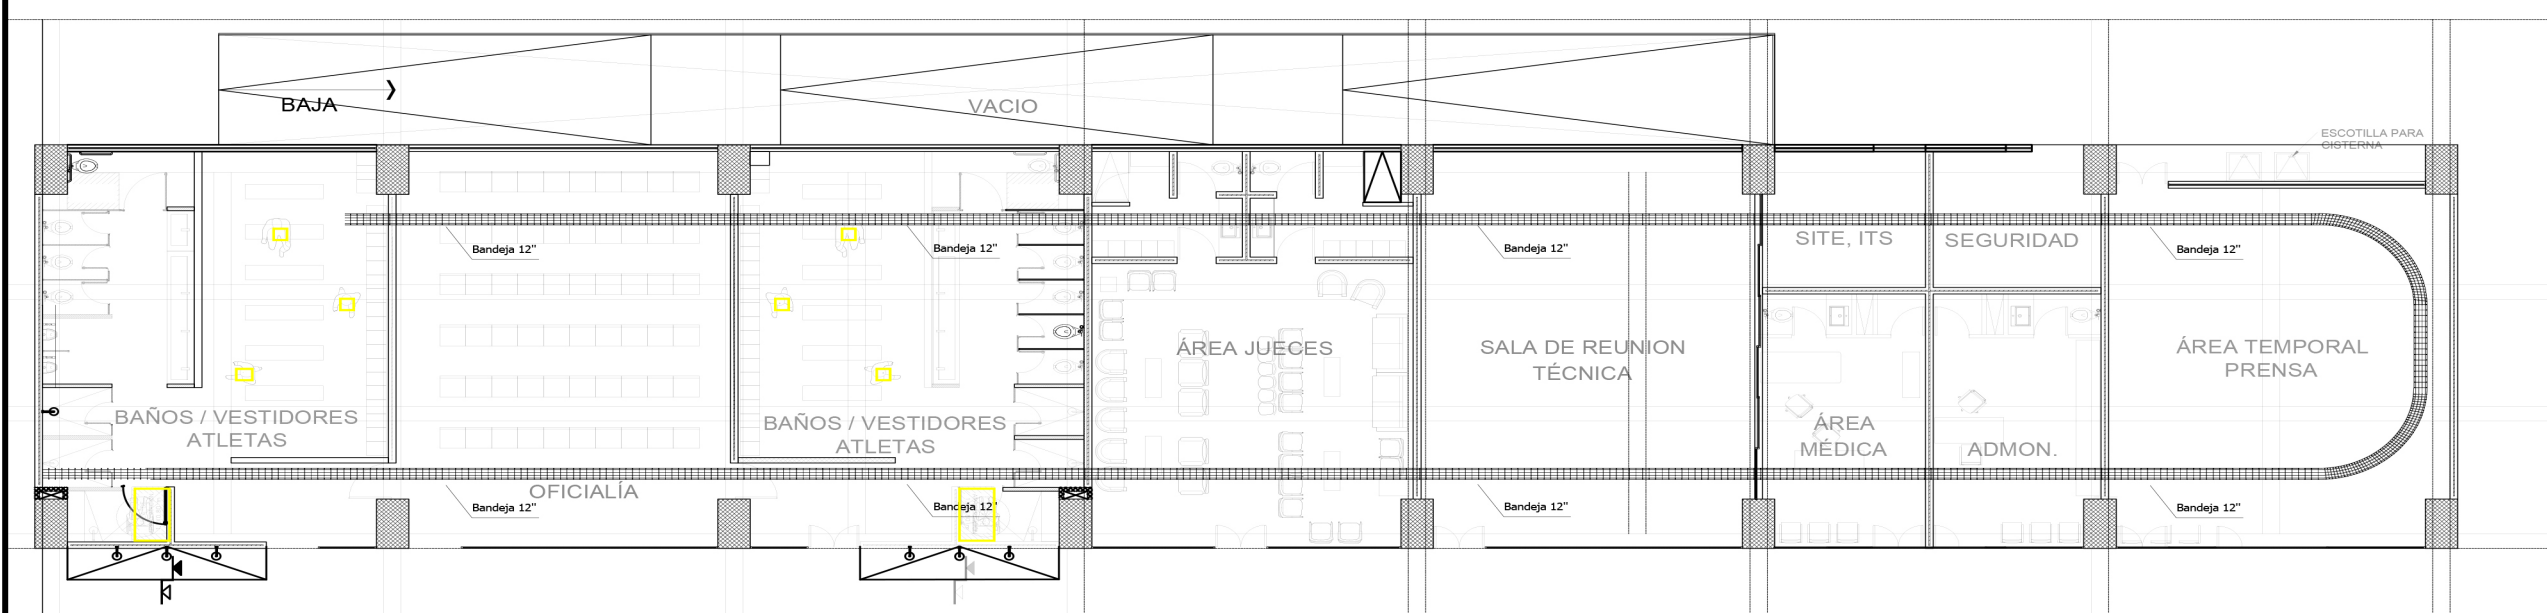 BAJA
VACIO
ESCOTILLA PARA
CISTERNA
Bandeja 12"
Bandeja 12"
Bandeja 12"
SITE, ITS
SEGURIDAD
Bandeja 12"
ÁREA JUECES
SALA DE REUNION
TÉCNICA
ÁREA TEMPORAL
PRENSA
BAÑOS / VESTIDORES
ATLETAS
BAÑOS / VESTIDORES
ATLETAS
ÁREA
MÉDICA
ADMON.
OFICIALÍA
Bandeja 12"
Bandeja 12"
Bandeja 12"
Bandeja 12"